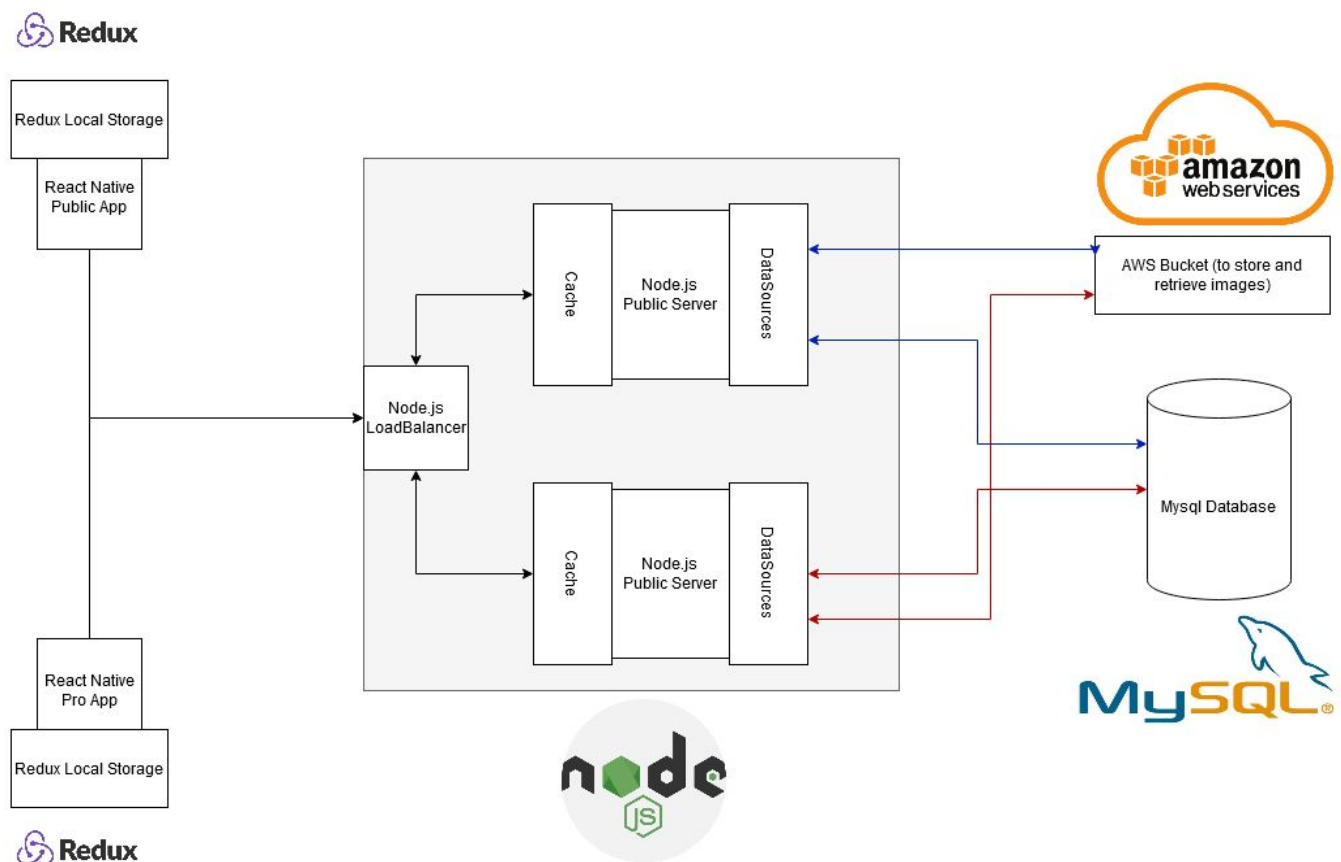 Redux
Redux Local Storage
React Native
Public App
amazon
webservices
AWS Bucket (to store and
retrieve images)
Cache
Node.js
Public Server
DataSources
Node.js
LoadBalancer
Mysql Database
Cache
Node.js
Public Server
DataSources
React Native
Pro App
Redux Local Storage
MySQL®
node
JS
Redux